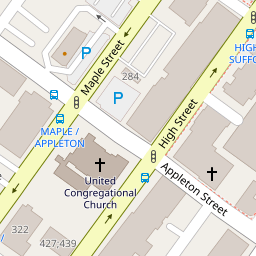 Maple Street
HIGH
SUFFO
284
P
P
High Street
MAPLE /
APPLETON
Appleton Street
United
Congregational
Church
322
427;439
/